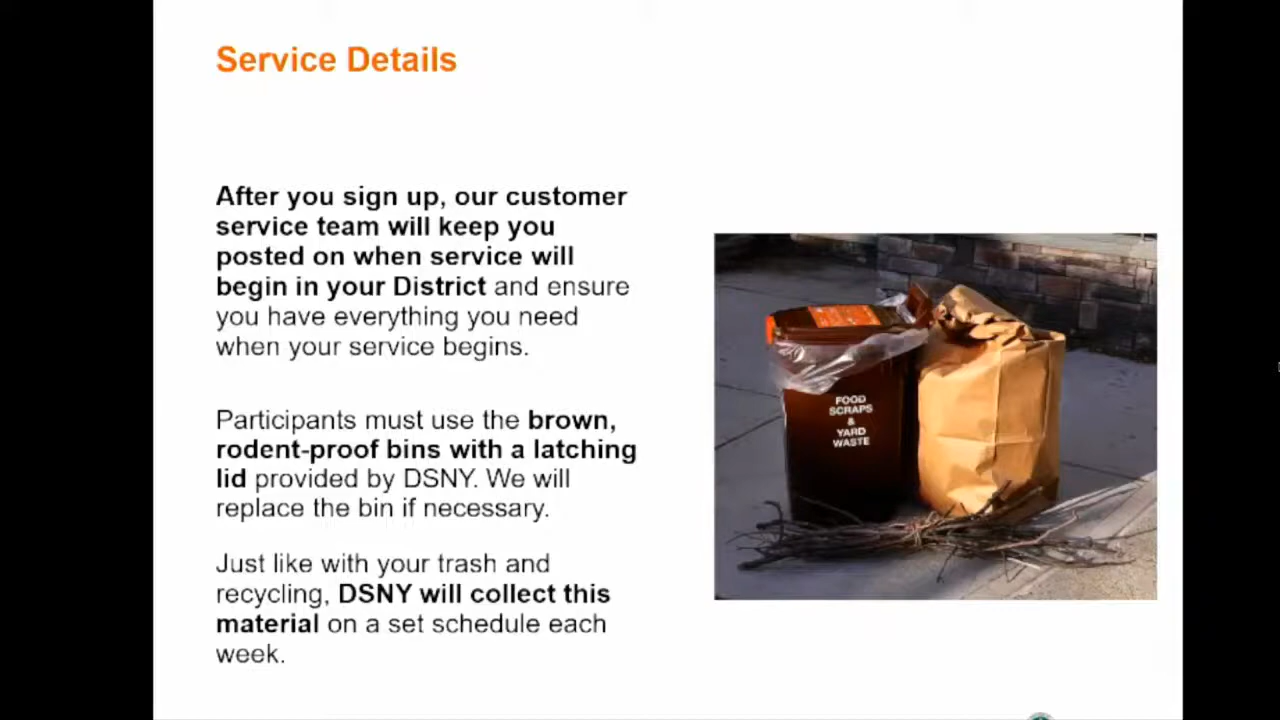 Service Details
After you sign up, our customer
service team will keep you
posted on when service will
begin in your District and ensure
you have everything you need
when your service begins.
Participants must use the brown,
rodent-proof bins with a latching
lid provided by DSNY. We will
replace the bin if necessary.
Just like with your trash and
recycling, DSNY will collect this
material on a set schedule each
week.
FOOD
SCRAPS
&
YARD
WASTE